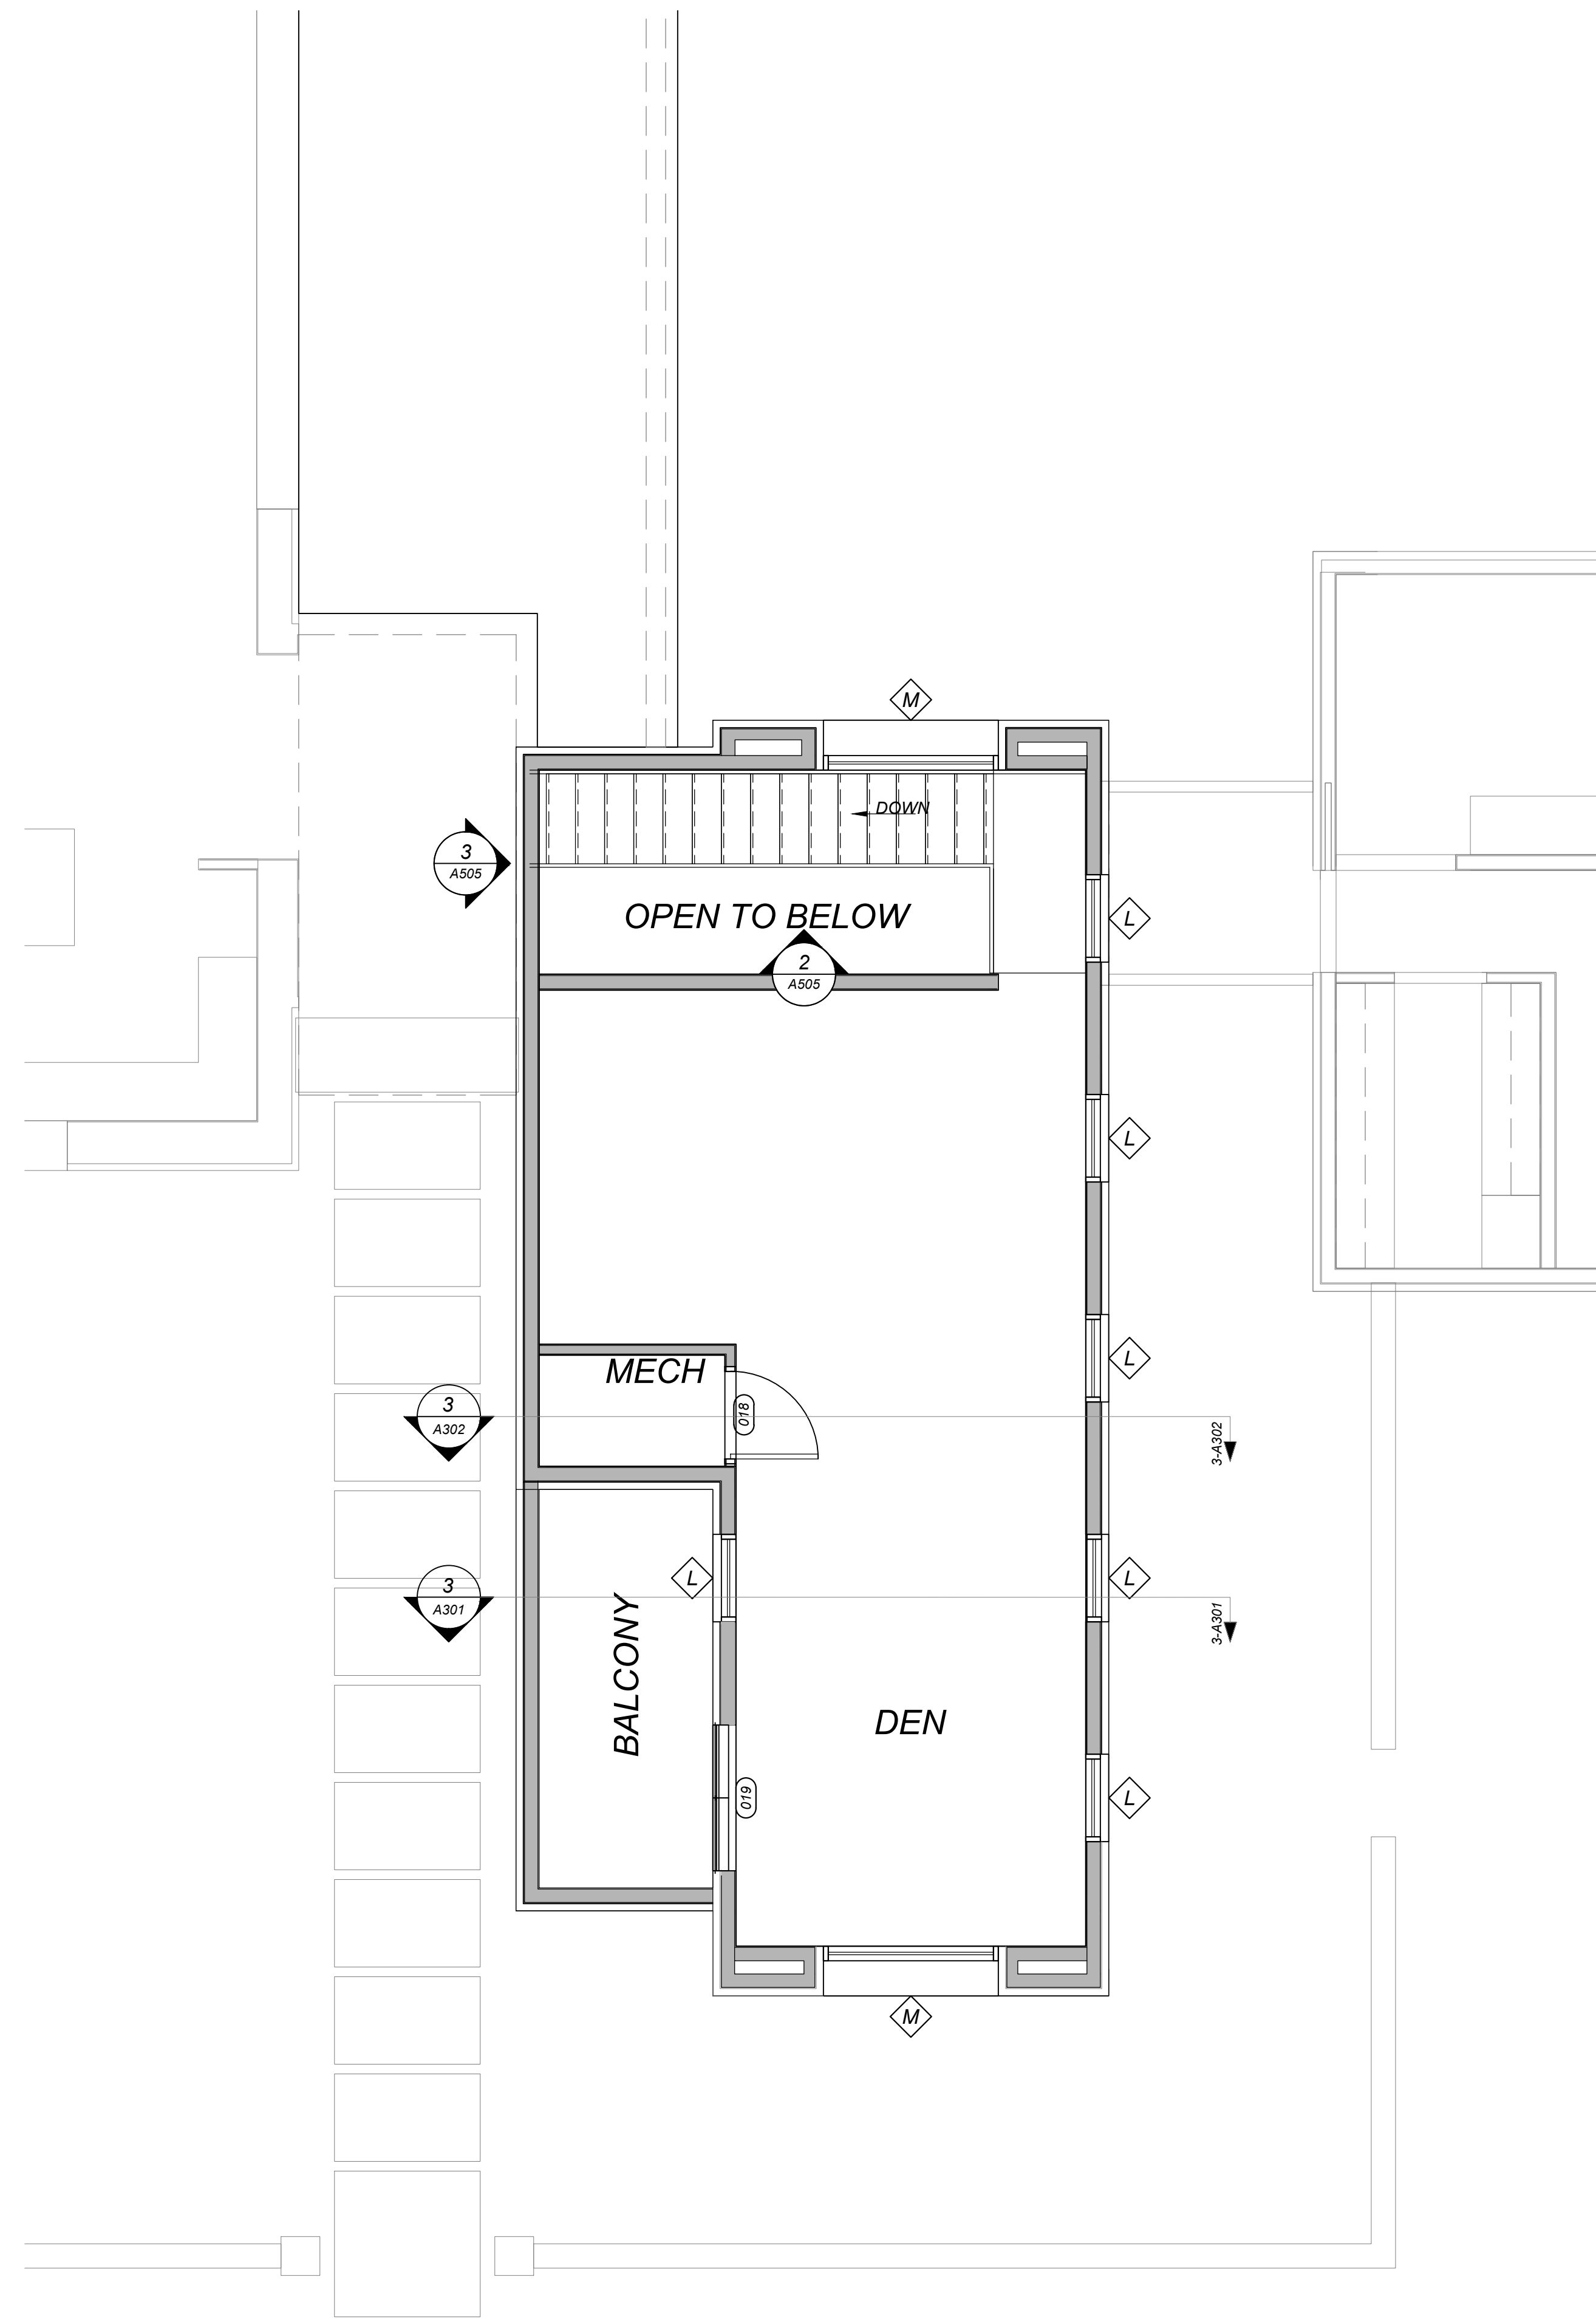 M
DOWN
3
A505
OPEN TO BELOW
L
2
A505
L
L
MECH
018
3
A302
3-A302
L
L
3
A301
3-A301
BALCONY
DEN
019
L
M